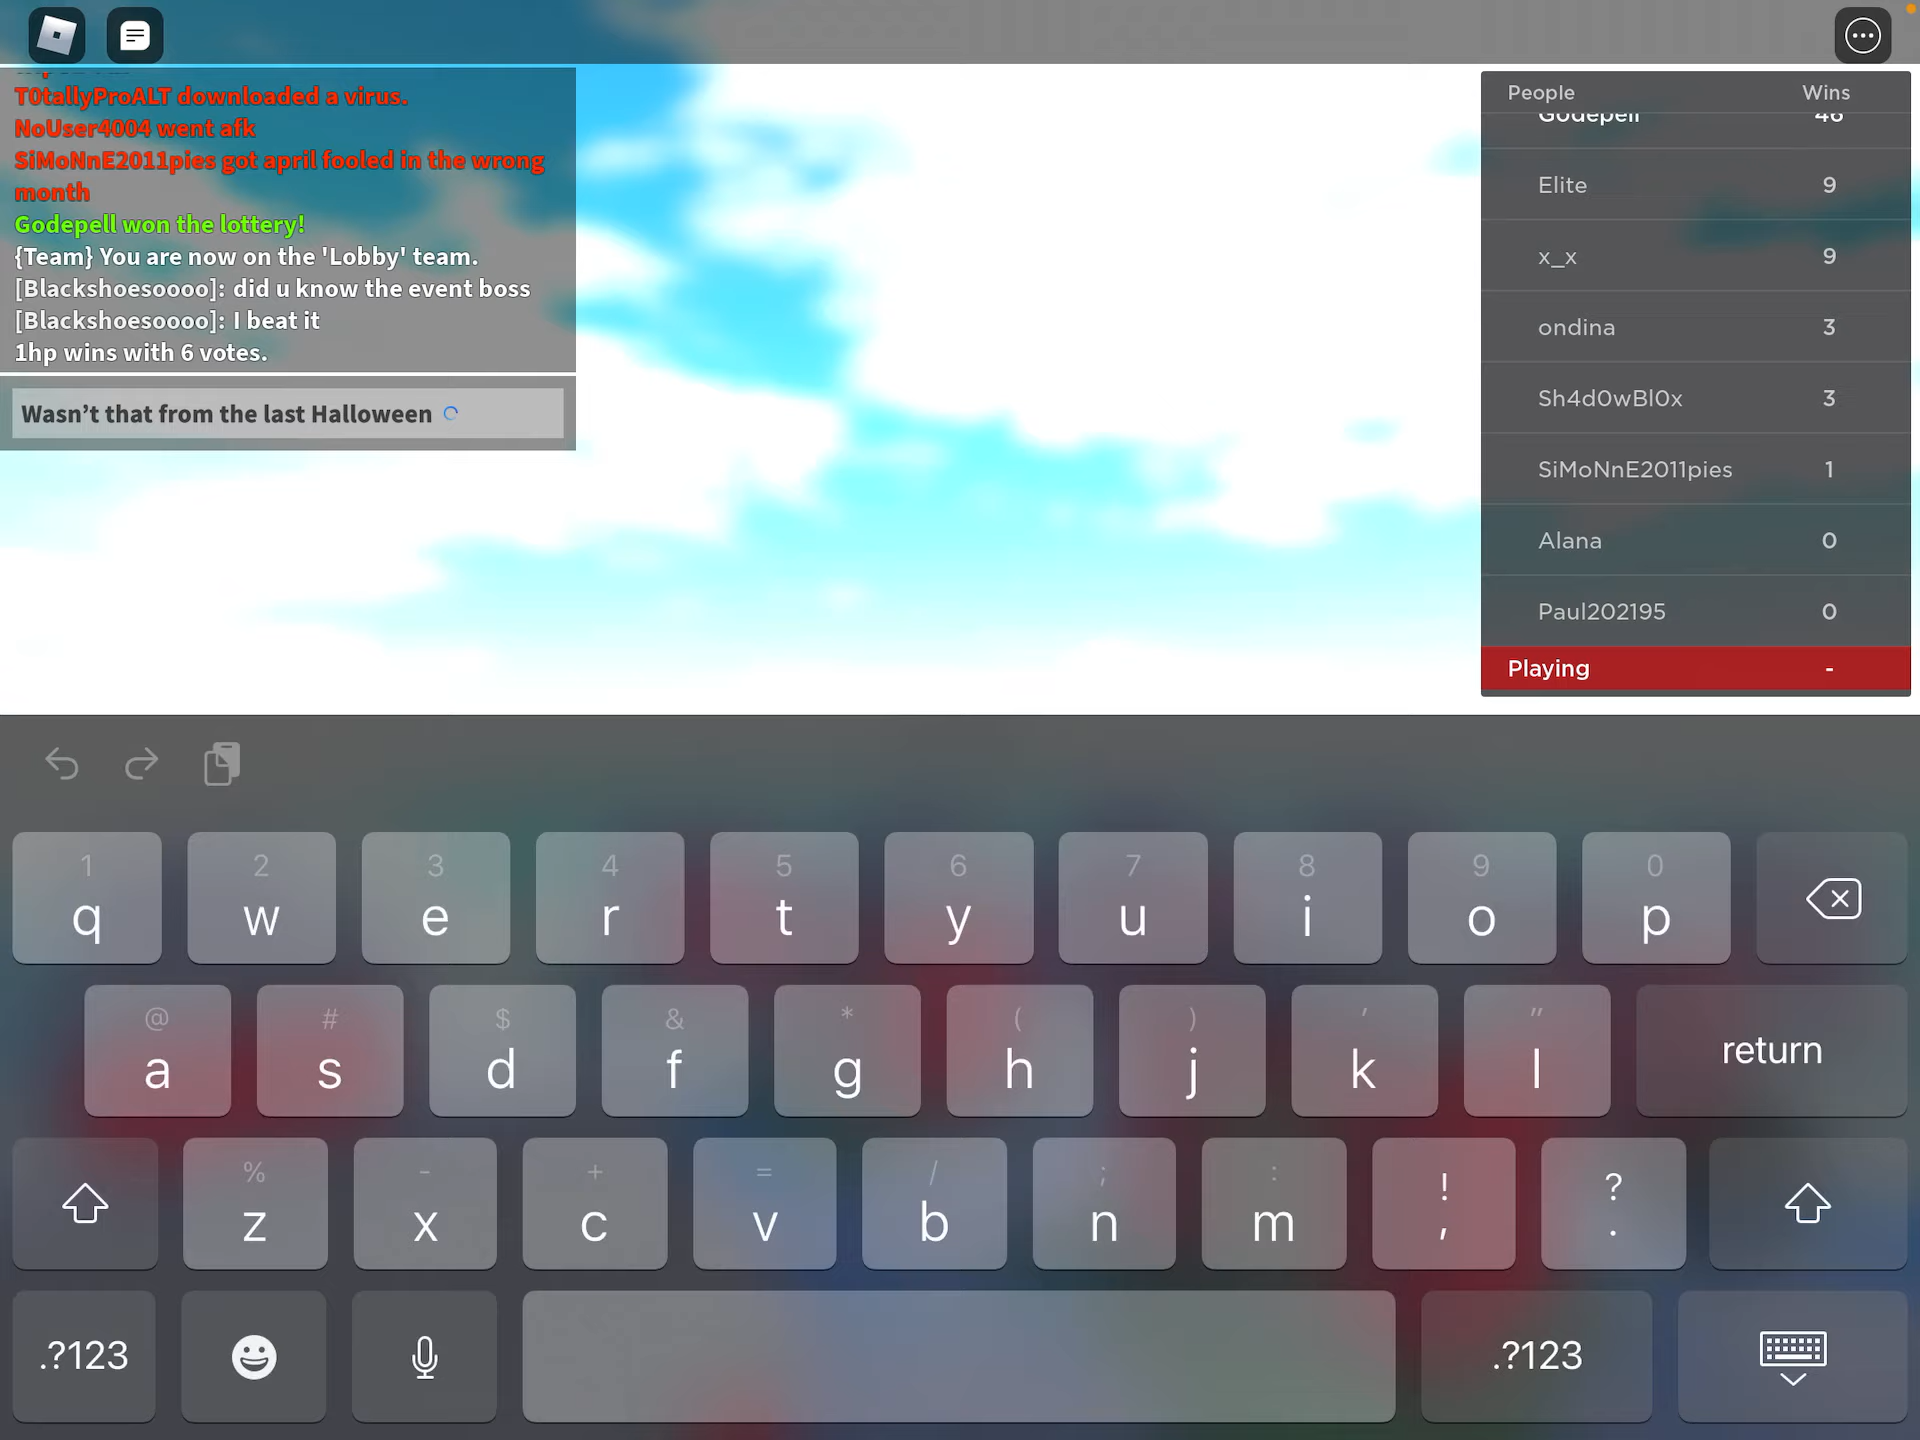 T0tallyProALT downloaded a virus.
NoUser4004 went afk
SiMoNnE2011pies got april fooled in the wrong
month
Godepell won the lottery!
{Team} You are now on the 'Lobby' team.
[Blackshoesoooo]: did u know the event boss
[Blackshoesoooo]: I beat it
1hp wins with 6 votes.
Wasn’t that from the last Halloween
People Wins
Godepell 46
Elite 9
x_x 9
ondina 3
Sh4d0wBl0x 3
SiMoNnE2011pies 1
Alana 0
Paul202195 0
Playing -
1 2 3 4 5 6 7 8 9 0
q w e r t y u i o p
@ # $ & * ( ) ' "
a s d f g h j k l return
% - + = / ; : ! ?
z x c v b n m , .
.?123 .?123